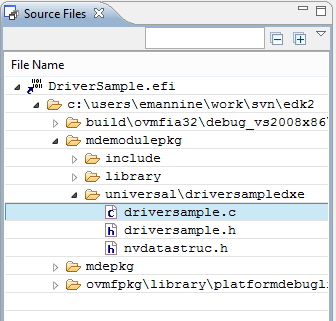 Source Files
File Name
DriverSample.efi
c:\users\emannine\work\svn\edk2
build\ovmfia32\debug_vs2008x86
mdemodulepkg
include
library
universal\driversampledxe
driversample.c
driversample.h
nvdatastruc.h
mdepkg
ovmfpkg\library\platformdebugli